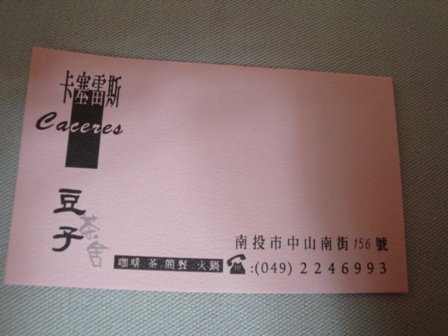 卡塞雷斯
Caceres
豆子
茶舍
咖啡 茶 簡餐 火鍋
南投市中山南街156號
☎:(049) 2246993